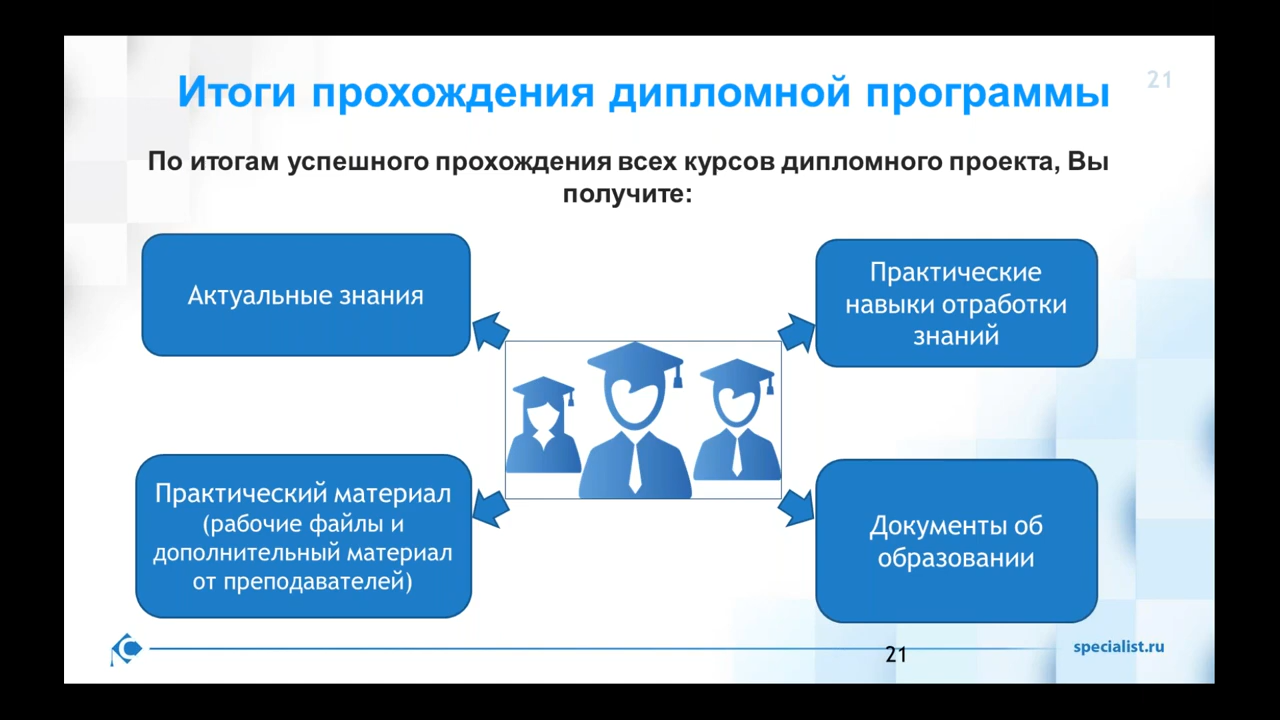 Итоги прохождения дипломной программы
21
По итогам успешного прохождения всех курсов дипломного проекта, Вы
получите:
Актуальные знания
Практические
навыки отработки
знаний
Практический материал
(рабочие файлы и
дополнительный материал
от преподавателей)
Документы об
образовании
21
specialist.ru